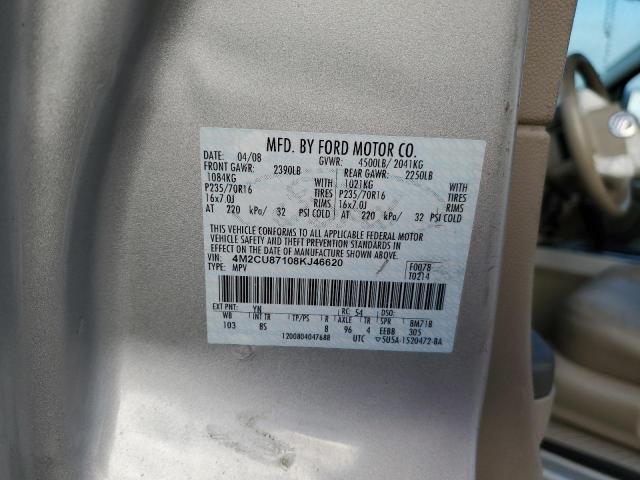 MFD. BY FORD MOTOR CO.
DATE: 04/08 GVWR: 4500LB/ 2041KG
FRONT GAWR: 2390LB REAR GAWR: 2250LB
1084KG WITH 1021KG WITH
P235/70R16 TIRES P235/70R16 TIRES
16x7.0J RIMS 16x7.0J RIMS
AT 220 kPa/ 32 PSI COLD AT 220 kPa/ 32 PSI COLD
THIS VEHICLE CONFORMS TO ALL APPLICABLE FEDERAL MOTOR
VEHICLE SAFETY AND THEFT PREVENTION STANDARDS IN
EFFECT ON THE DATE OF MANUFACTURE SHOWN ABOVE.
VIN: 4M2CU87108KJ46620 F0078
TYPE: MPV T0214
EXT PNT: YN RC: 54 DSO:
WB INT TR TP/PS R AXLE TR SPR BM71B
103 BS 8 96 4 EEBB 305
1200804047688 UTC ▽5U5A-1520472-BA